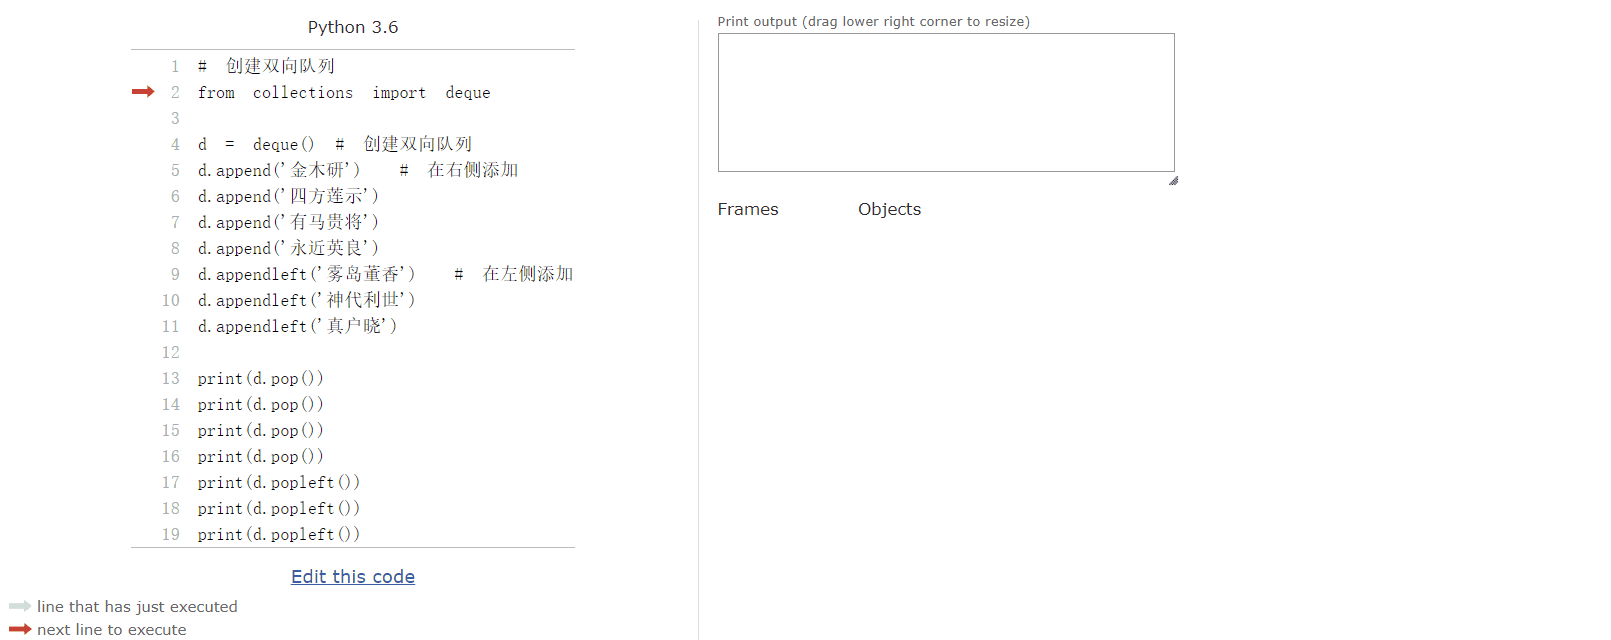 Python 3.6
1 # 创建双向队列
2 from collections import deque
3
4 d = deque() # 创建双向队列
5 d.append('金木研') # 在右侧添加
6 d.append('四方莲示')
7 d.append('有马贵将')
8 d.append('永近英良')
9 d.appendleft('雾岛董香') # 在左侧添加
10 d.appendleft('神代利世')
11 d.appendleft('真户晓')
12
13 print(d.pop())
14 print(d.pop())
15 print(d.pop())
16 print(d.pop())
17 print(d.popleft())
18 print(d.popleft())
19 print(d.popleft())
Edit this code
line that has just executed
next line to execute
Print output (drag lower right corner to resize)
Frames Objects